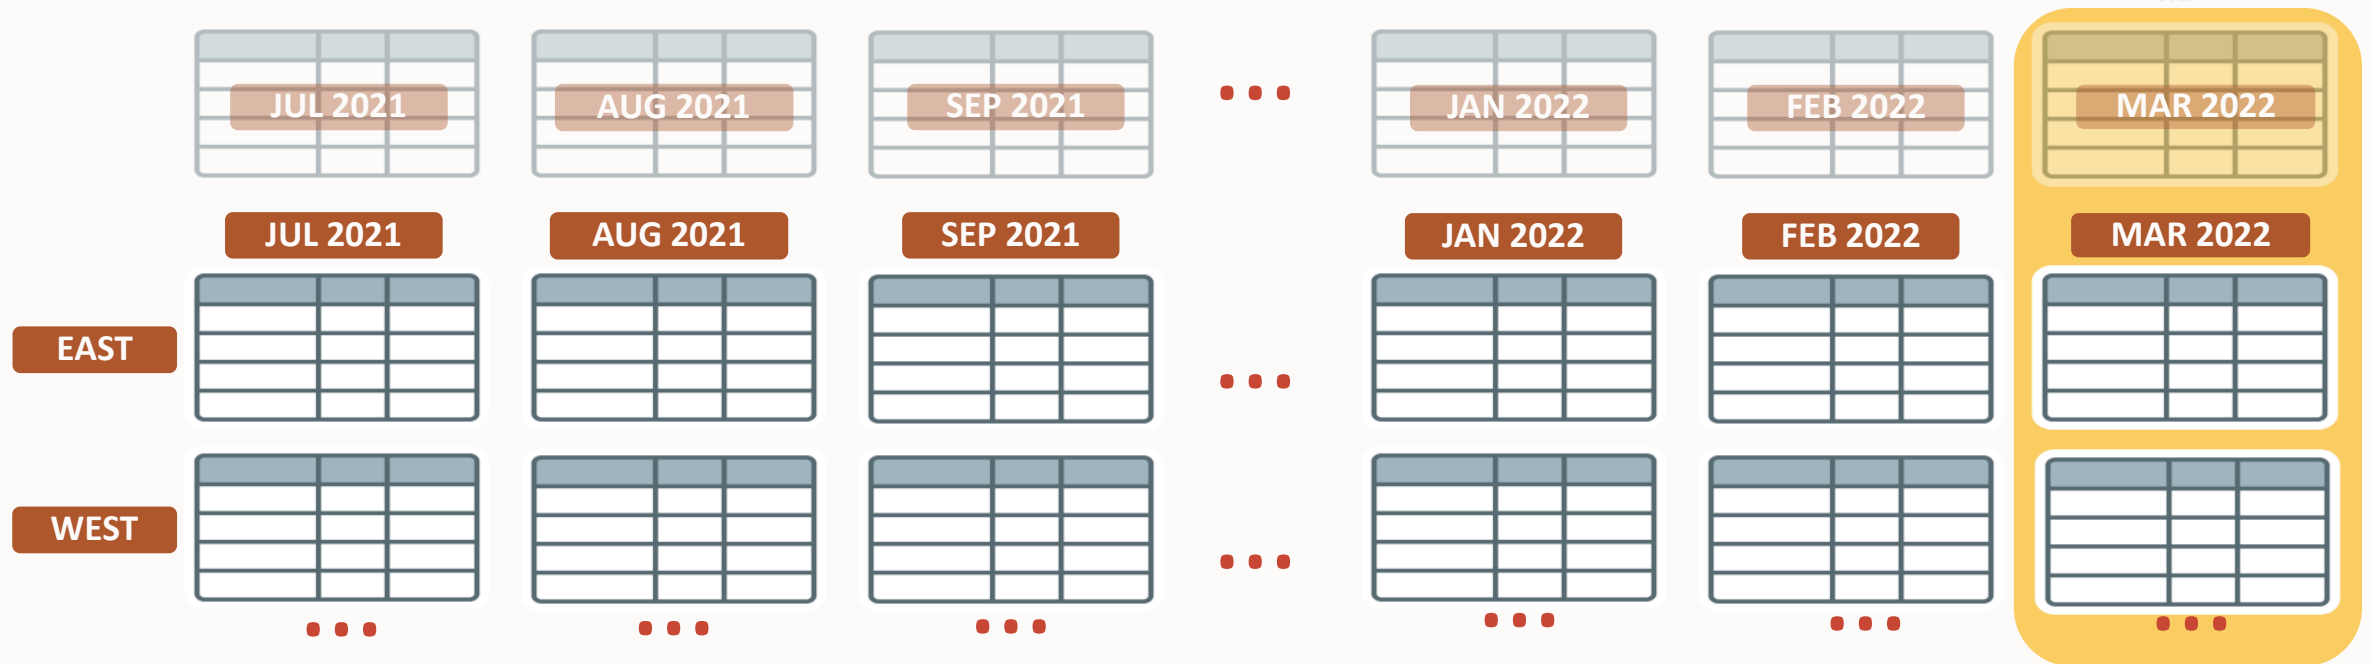 JUL 2021 AUG 2021 SEP 2021 ... JAN 2022 FEB 2022 MAR 2022
JUL 2021 AUG 2021 SEP 2021 JAN 2022 FEB 2022 MAR 2022
EAST ...
WEST ...
... ... ... ... ... ...